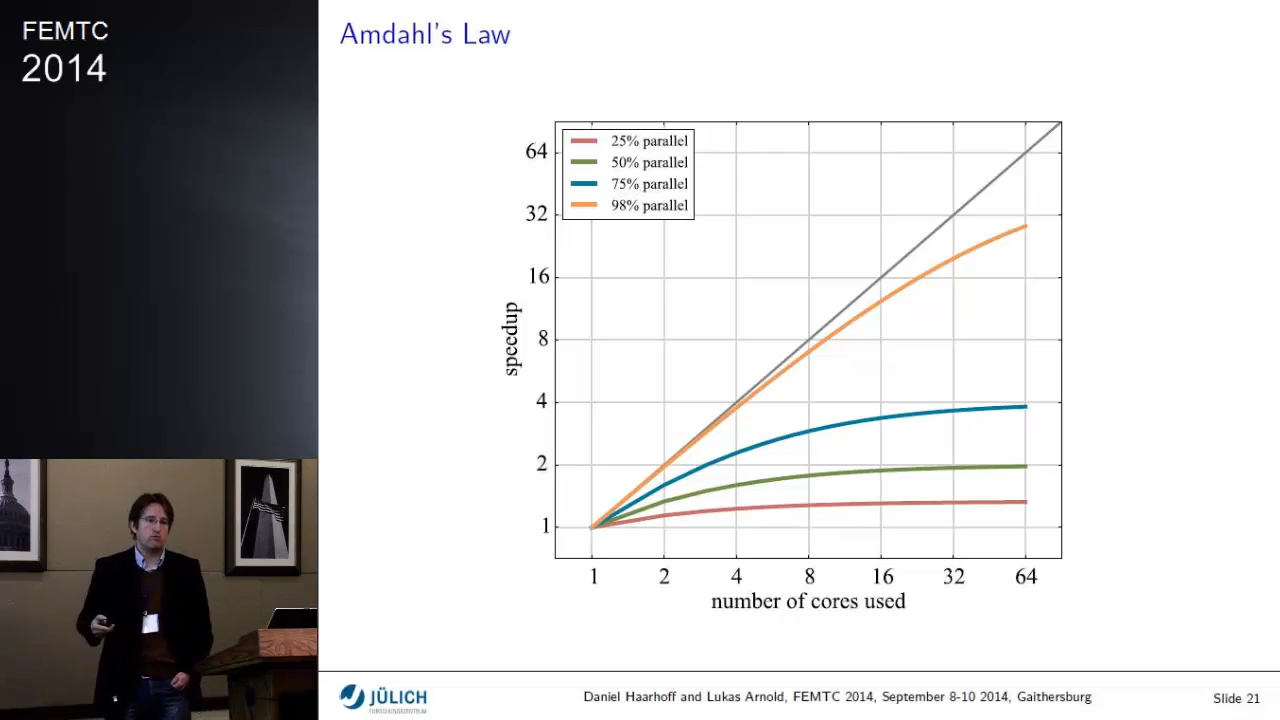 FEMTC
2014
Amdahl's Law
25% parallel
50% parallel
75% parallel
98% parallel
64
32
16
8
4
2
1
speedup
1 2 4 8 16 32 64
number of cores used
JÜLICH
FORSCHUNGSZENTRUM
Daniel Haarhoff and Lukas Arnold, FEMTC 2014, September 8-10 2014, Gaithersburg
Slide 21